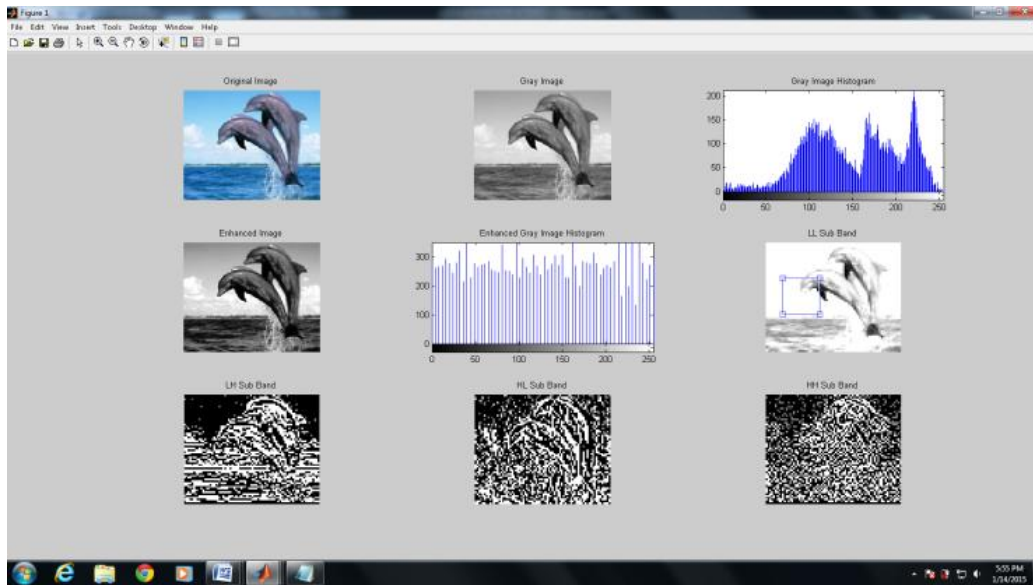 Figure 1
File Edit View Insert Tools Desktop Window Help
Original Image
Gray Image
Gray Image Histogram
200
150
100
50
0
0 50 100 150 200 250
Enhanced Image
Enhanced Gray Image Histogram
LL Sub Band
300
200
100
0
0 50 100 150 200 250
LH Sub Band
HL Sub Band
HH Sub Band
5:55 PM
1/14/2015